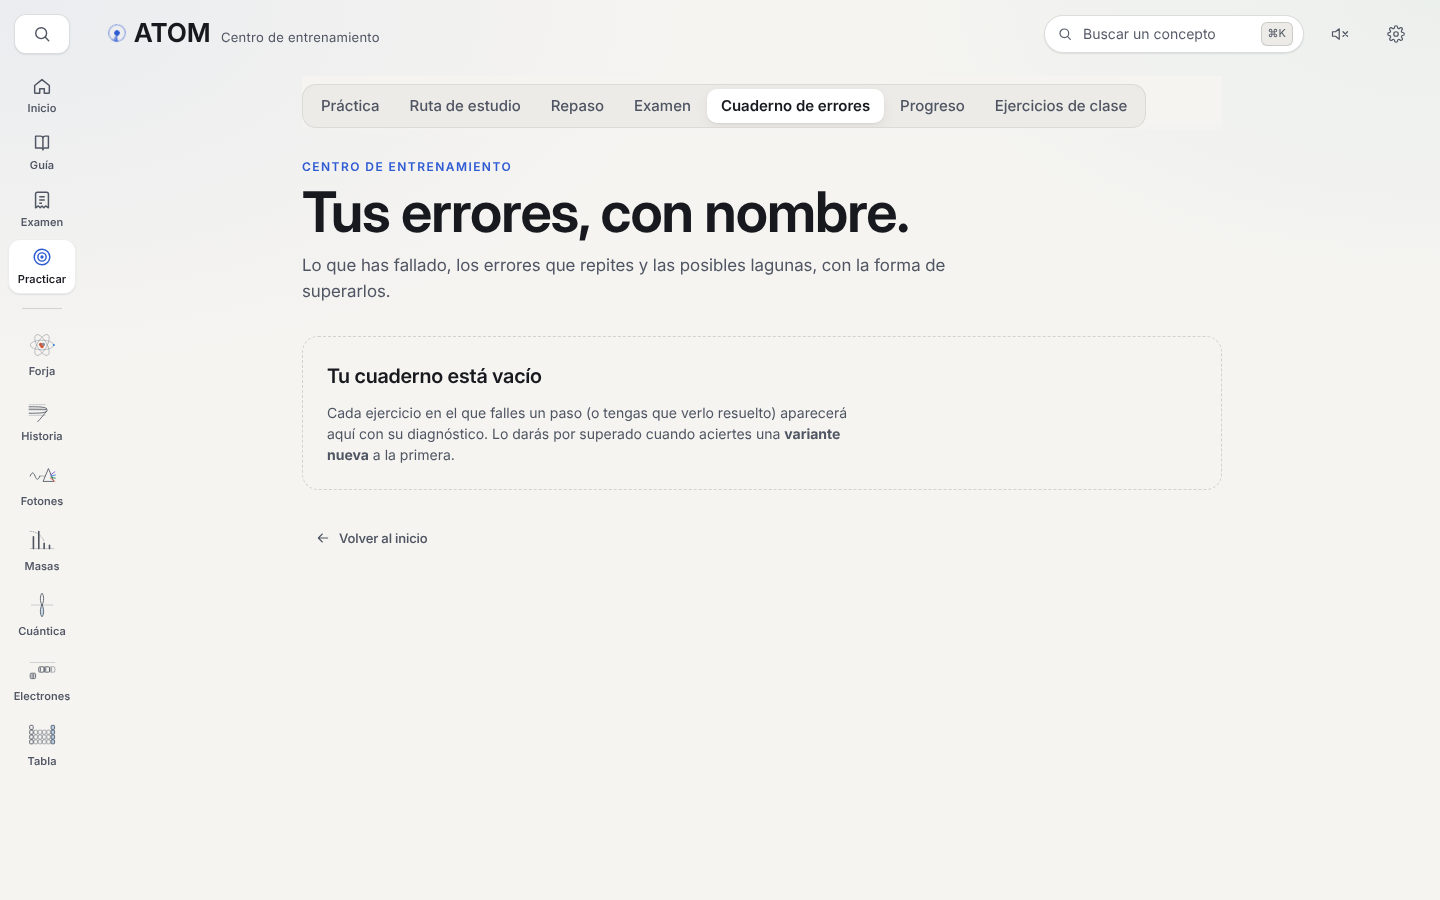 ATOM Centro de entrenamiento
Buscar un concepto ⌘K
Inicio
Guía
Examen
Practicar
Forja
Historia
Fotones
Masas
Cuántica
Electrones
Tabla
Práctica Ruta de estudio Repaso Examen Cuaderno de errores Progreso Ejercicios de clase
CENTRO DE ENTRENAMIENTO
Tus errores, con nombre.
Lo que has fallado, los errores que repites y las posibles lagunas, con la forma de
superarlos.
Tu cuaderno está vacío
Cada ejercicio en el que falles un paso (o tengas que verlo resuelto) aparecerá
aquí con su diagnóstico. Lo darás por superado cuando aciertes una variante
nueva a la primera.
← Volver al inicio